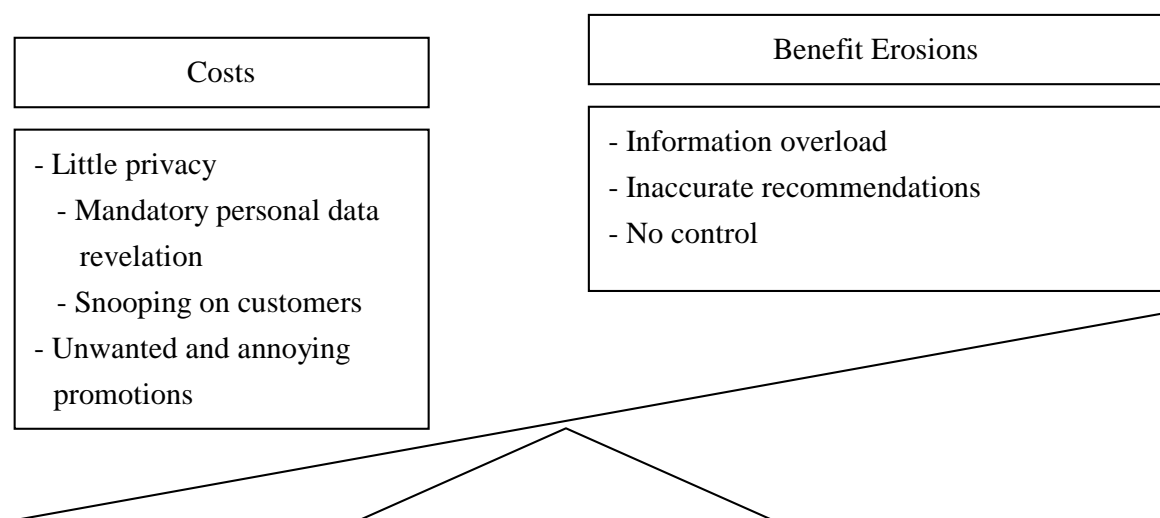 Costs
- Little privacy
- Mandatory personal data
revelation
- Snooping on customers
- Unwanted and annoying
promotions
Benefit Erosions
- Information overload
- Inaccurate recommendations
- No control